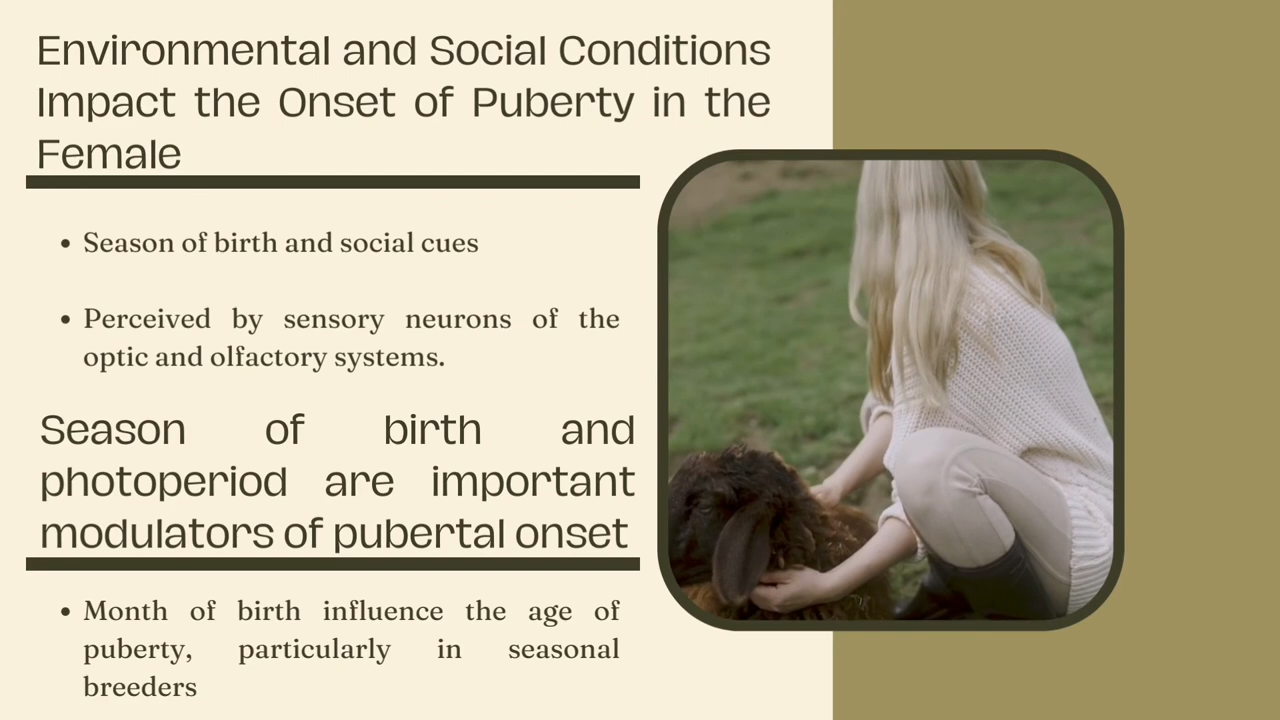 Environmental and Social Conditions
Impact the Onset of Puberty in the
Female
• Season of birth and social cues
• Perceived by sensory neurons of the
optic and olfactory systems.
Season of birth and
photoperiod are important
modulators of pubertal onset
• Month of birth influence the age of
puberty, particularly in seasonal
breeders